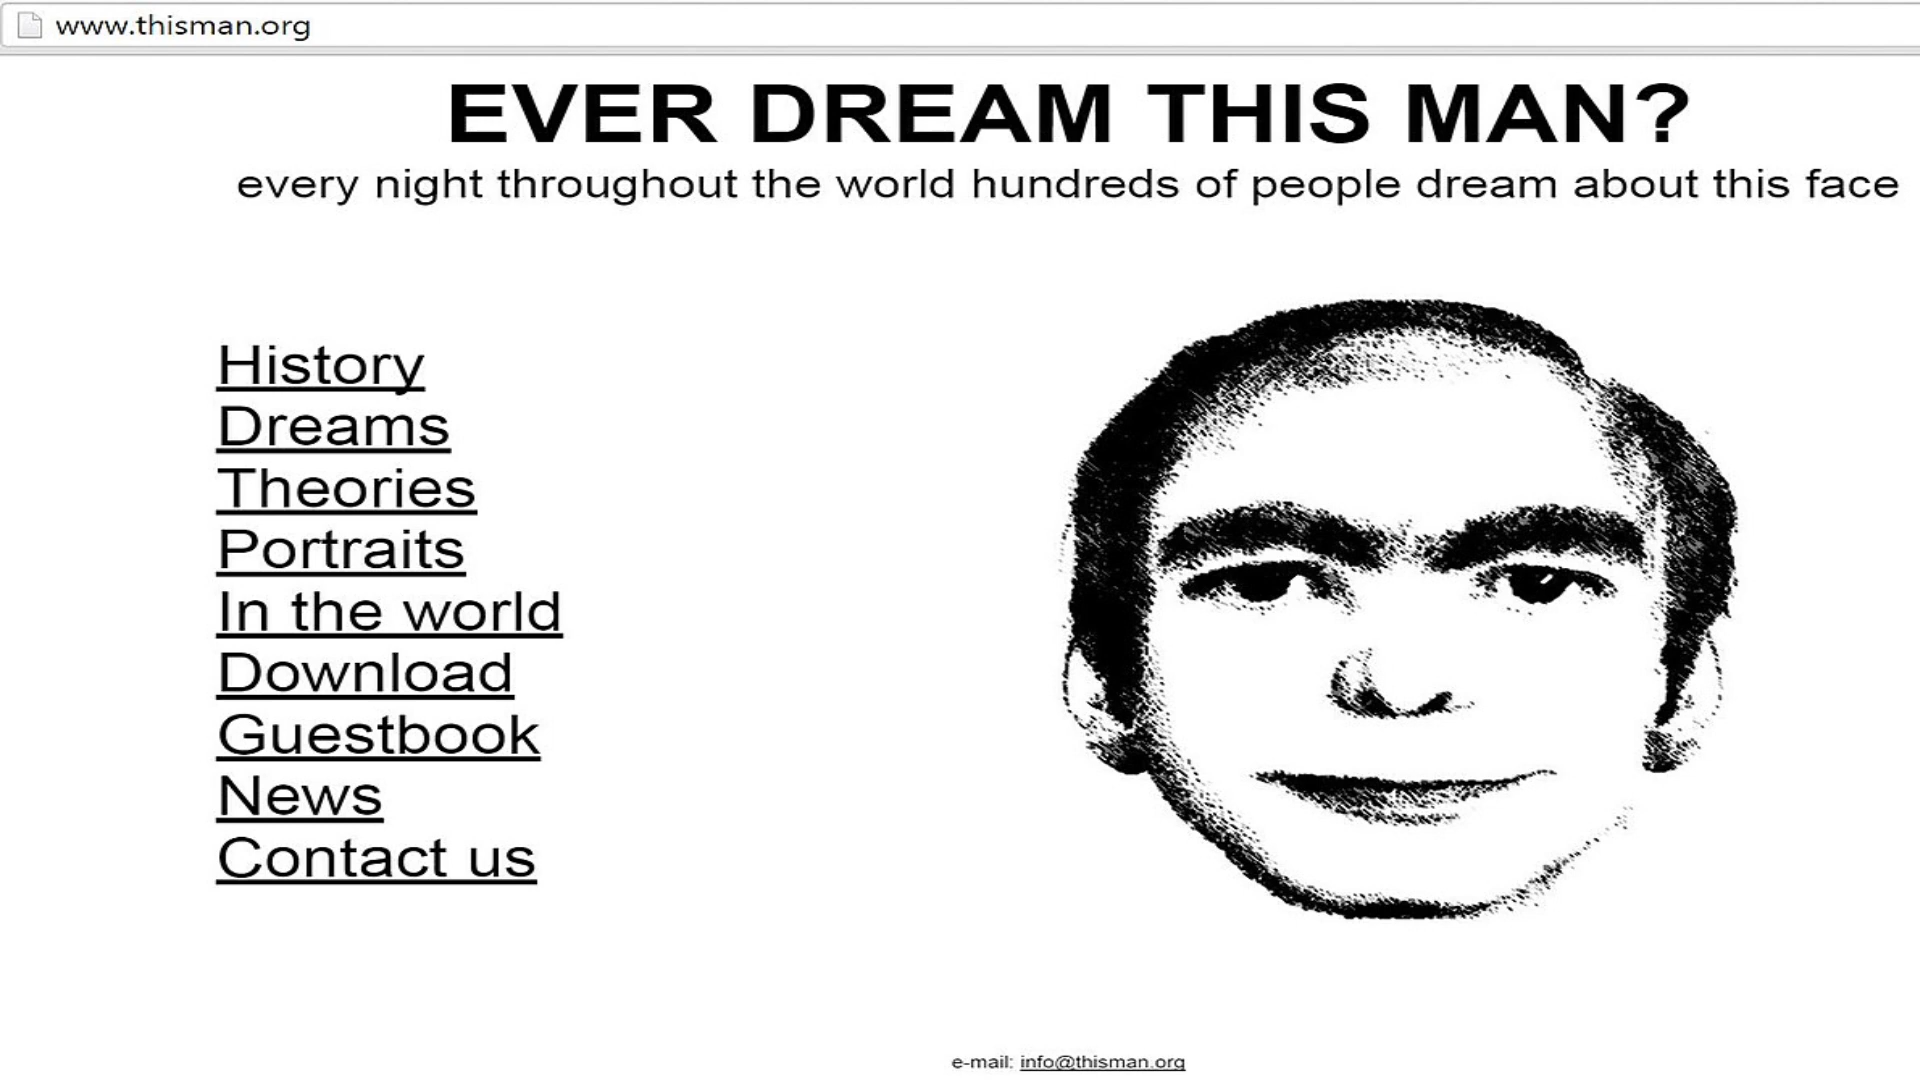 www.thisman.org
EVER DREAM THIS MAN?
every night throughout the world hundreds of people dream about this face
History
Dreams
Theories
Portraits
In the world
Download
Guestbook
News
Contact us
e-mail: info@thisman.org